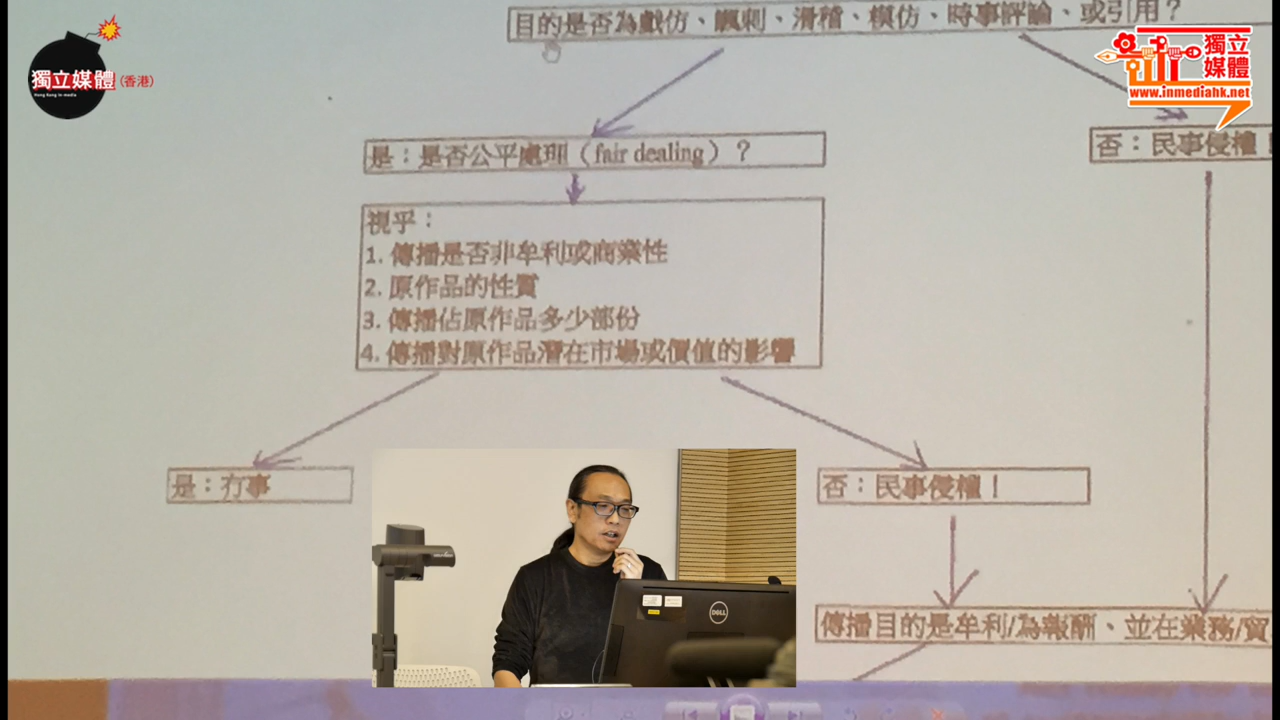 目的是否為戲仿、諷刺、滑稽、模仿、時事評論、或引用？
獨立媒體(香港)
Hong Kong In-media
獨立
媒體
www.inmediahk.net
是：是否公平處理（fair dealing）？
否：民事侵權！
視乎：
1. 傳播是否非牟利或商業性
2. 原作品的性質
3. 傳播佔原作品多少部份
4. 傳播對原作品潛在市場或價值的影響
是：冇事
否：民事侵權！
DELL
傳播目的是牟利/為報酬、並在業務/貿